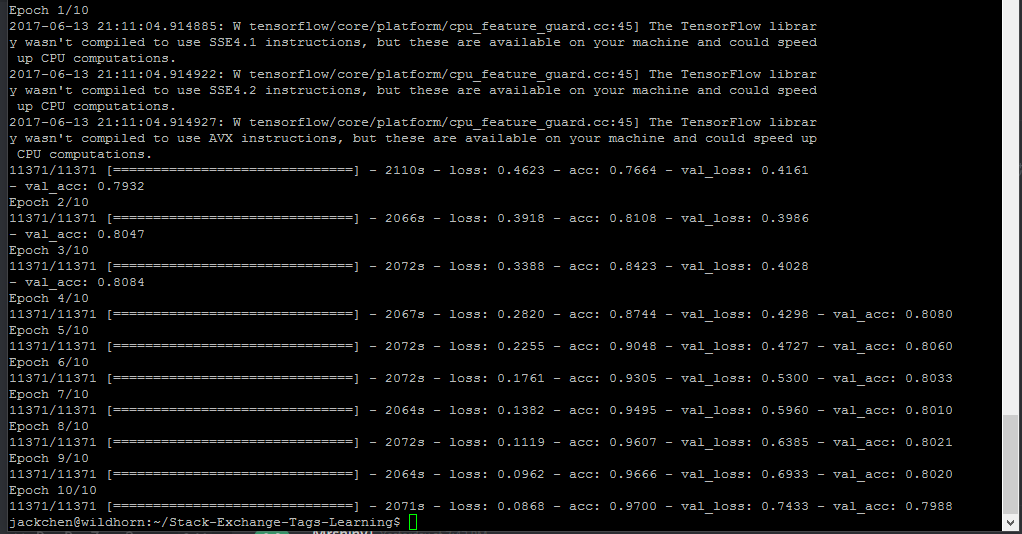 Epoch 1/10
2017-06-13 21:11:04.914885: W tensorflow/core/platform/cpu_feature_guard.cc:45] The TensorFlow librar
y wasn't compiled to use SSE4.1 instructions, but these are available on your machine and could speed
 up CPU computations.
2017-06-13 21:11:04.914922: W tensorflow/core/platform/cpu_feature_guard.cc:45] The TensorFlow librar
y wasn't compiled to use SSE4.2 instructions, but these are available on your machine and could speed
 up CPU computations.
2017-06-13 21:11:04.914927: W tensorflow/core/platform/cpu_feature_guard.cc:45] The TensorFlow librar
y wasn't compiled to use AVX instructions, but these are available on your machine and could speed up
 CPU computations.
11371/11371 [==============================] - 2110s - loss: 0.4623 - acc: 0.7664 - val_loss: 0.4161
- val_acc: 0.7932
Epoch 2/10
11371/11371 [==============================] - 2066s - loss: 0.3918 - acc: 0.8108 - val_loss: 0.3986
- val_acc: 0.8047
Epoch 3/10
11371/11371 [==============================] - 2072s - loss: 0.3388 - acc: 0.8423 - val_loss: 0.4028
- val_acc: 0.8084
Epoch 4/10
11371/11371 [==============================] - 2067s - loss: 0.2820 - acc: 0.8744 - val_loss: 0.4298 - val_acc: 0.8080
Epoch 5/10
11371/11371 [==============================] - 2072s - loss: 0.2255 - acc: 0.9048 - val_loss: 0.4727 - val_acc: 0.8060
Epoch 6/10
11371/11371 [==============================] - 2072s - loss: 0.1761 - acc: 0.9305 - val_loss: 0.5300 - val_acc: 0.8033
Epoch 7/10
11371/11371 [==============================] - 2064s - loss: 0.1382 - acc: 0.9495 - val_loss: 0.5960 - val_acc: 0.8010
Epoch 8/10
11371/11371 [==============================] - 2072s - loss: 0.1119 - acc: 0.9607 - val_loss: 0.6385 - val_acc: 0.8021
Epoch 9/10
11371/11371 [==============================] - 2064s - loss: 0.0962 - acc: 0.9666 - val_loss: 0.6933 - val_acc: 0.8020
Epoch 10/10
11371/11371 [==============================] - 2071s - loss: 0.0868 - acc: 0.9700 - val_loss: 0.7433 - val_acc: 0.7988
jackchen@wildhorn:~/Stack-Exchange-Tags-Learning$